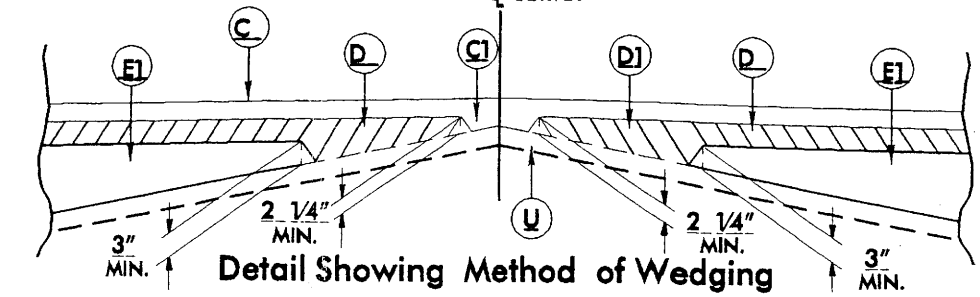 C C1 D1
E1 D D E1
U
2 1/4" 2 1/4"
MIN. MIN.
3" 3"
MIN. MIN.
Detail Showing Method of Wedging